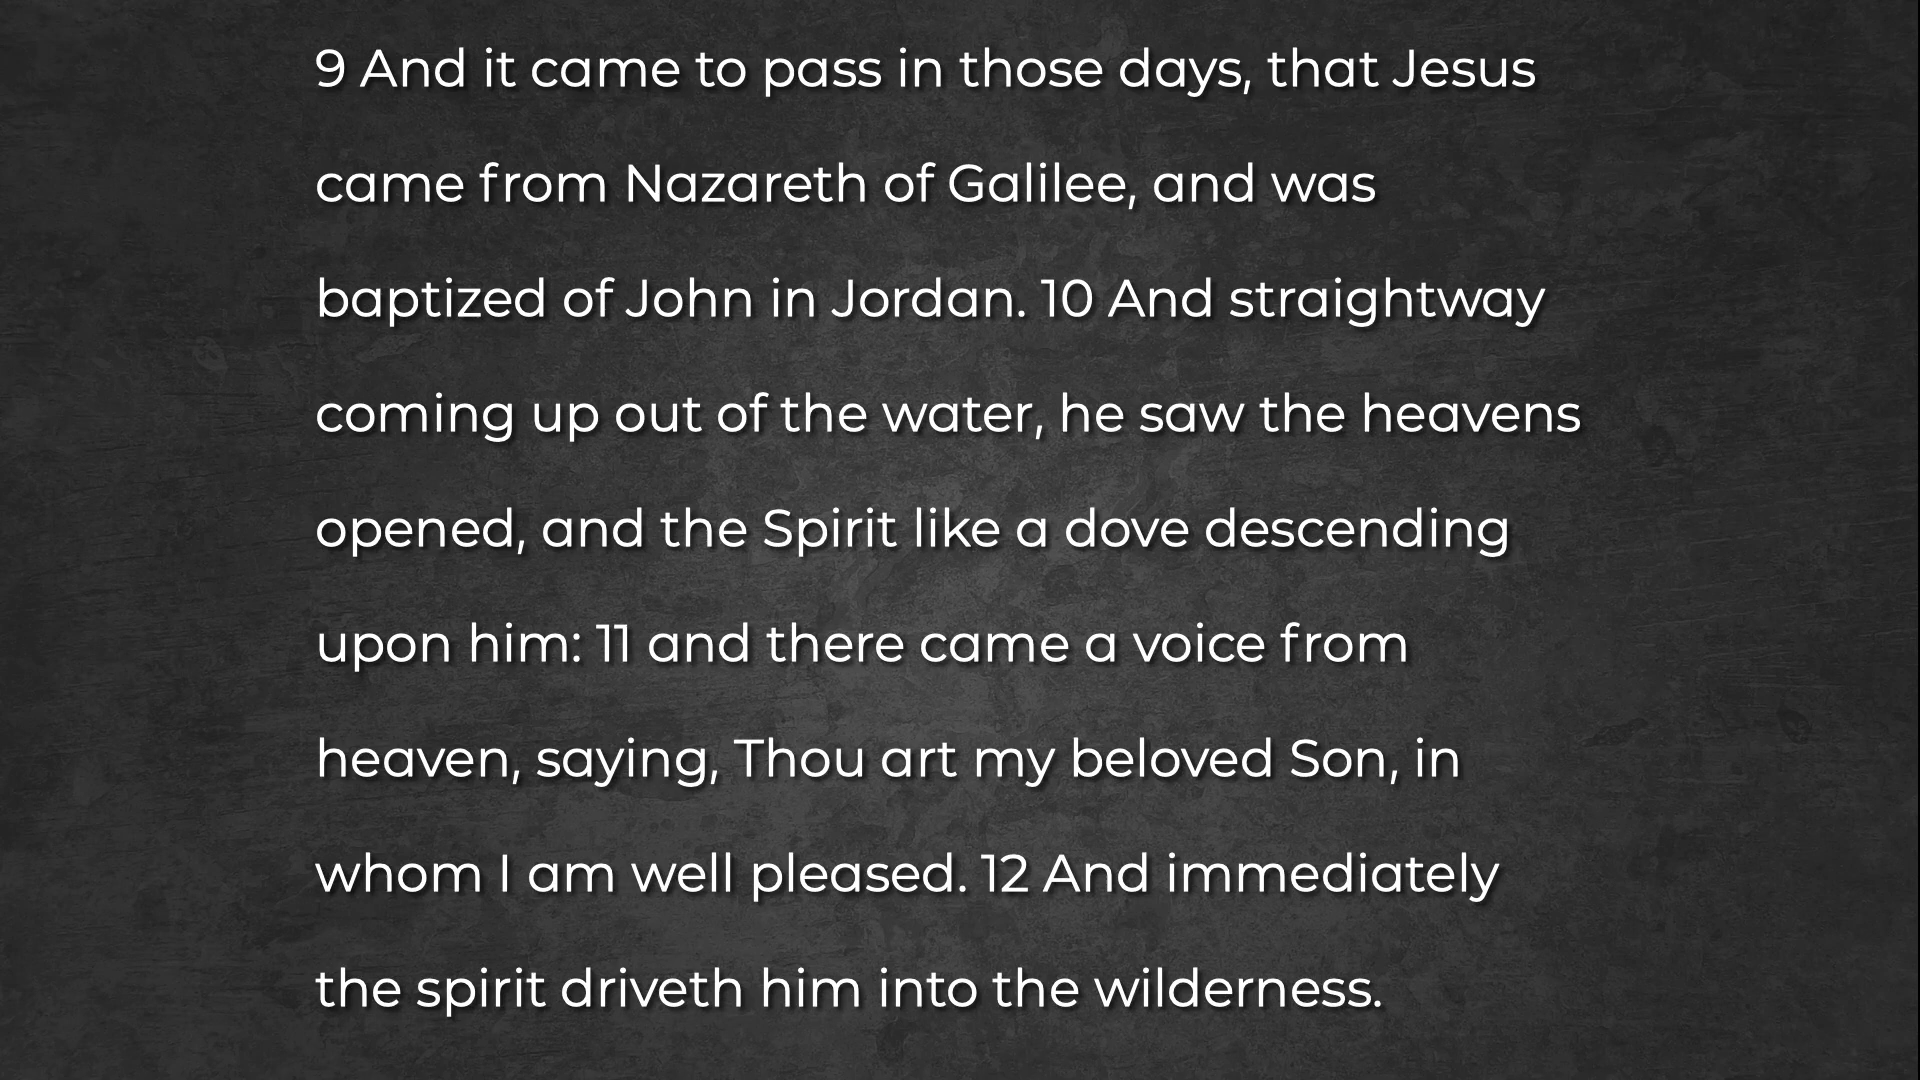 9 And it came to pass in those days, that Jesus
came from Nazareth of Galilee, and was
baptized of John in Jordan. 10 And straightway
coming up out of the water, he saw the heavens
opened, and the Spirit like a dove descending
upon him: 11 and there came a voice from
heaven, saying, Thou art my beloved Son, in
whom I am well pleased. 12 And immediately
the spirit driveth him into the wilderness.